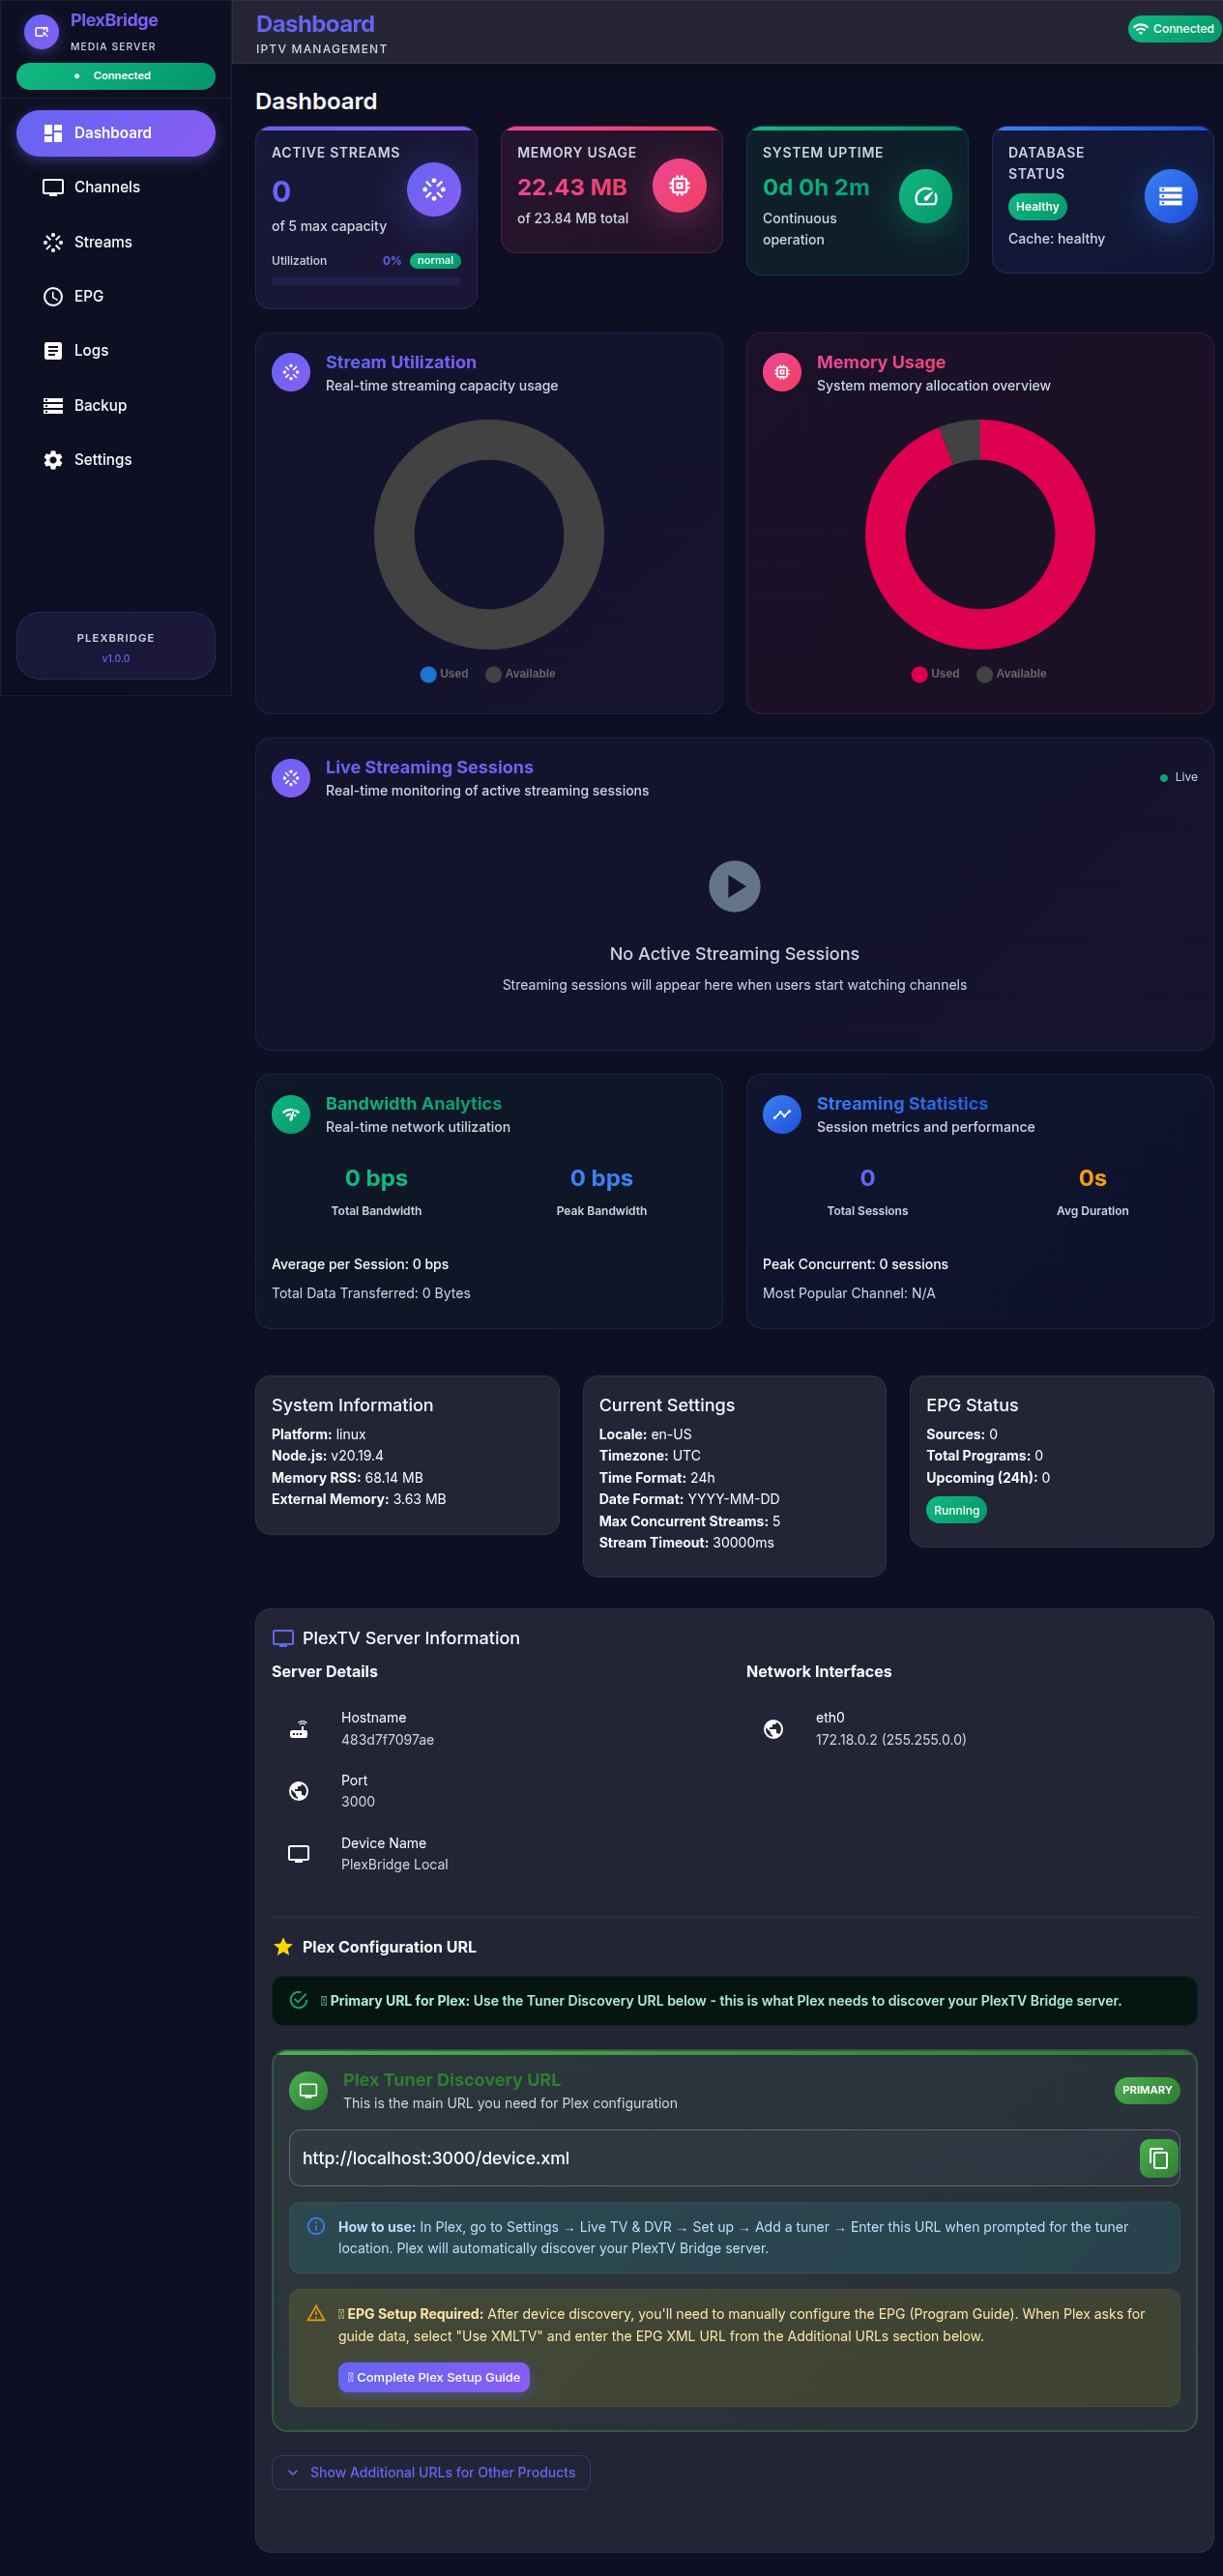 PlexBridge
MEDIA SERVER
Connected
Dashboard
Channels
Streams
EPG
Logs
Backup
Settings
PLEXBRIDGE
v1.0.0
Dashboard
IPTV MANAGEMENT
Connected
Dashboard
ACTIVE STREAMS
0
of 5 max capacity
Utilization 0% normal
MEMORY USAGE
22.43 MB
of 23.84 MB total
SYSTEM UPTIME
0d 0h 2m
Continuous
operation
DATABASE
STATUS
Healthy
Cache: healthy
Stream Utilization
Real-time streaming capacity usage
Used Available
Memory Usage
System memory allocation overview
Used Available
Live Streaming Sessions
Real-time monitoring of active streaming sessions
Live
No Active Streaming Sessions
Streaming sessions will appear here when users start watching channels
Bandwidth Analytics
Real-time network utilization
0 bps
Total Bandwidth
0 bps
Peak Bandwidth
Average per Session: 0 bps
Total Data Transferred: 0 Bytes
Streaming Statistics
Session metrics and performance
0
Total Sessions
0s
Avg Duration
Peak Concurrent: 0 sessions
Most Popular Channel: N/A
System Information
Platform: linux
Node.js: v20.19.4
Memory RSS: 68.14 MB
External Memory: 3.63 MB
Current Settings
Locale: en-US
Timezone: UTC
Time Format: 24h
Date Format: YYYY-MM-DD
Max Concurrent Streams: 5
Stream Timeout: 30000ms
EPG Status
Sources: 0
Total Programs: 0
Upcoming (24h): 0
Running
PlexTV Server Information
Server Details
Hostname
483d7f7097ae
Port
3000
Device Name
PlexBridge Local
Network Interfaces
eth0
172.18.0.2 (255.255.0.0)
Plex Configuration URL
Primary URL for Plex: Use the Tuner Discovery URL below - this is what Plex needs to discover your PlexTV Bridge server.
Plex Tuner Discovery URL
This is the main URL you need for Plex configuration
PRIMARY
http://localhost:3000/device.xml
How to use: In Plex, go to Settings → Live TV & DVR → Set up → Add a tuner → Enter this URL when prompted for the tuner
location. Plex will automatically discover your PlexTV Bridge server.
EPG Setup Required: After device discovery, you'll need to manually configure the EPG (Program Guide). When Plex asks for
guide data, select "Use XMLTV" and enter the EPG XML URL from the Additional URLs section below.
Complete Plex Setup Guide
Show Additional URLs for Other Products